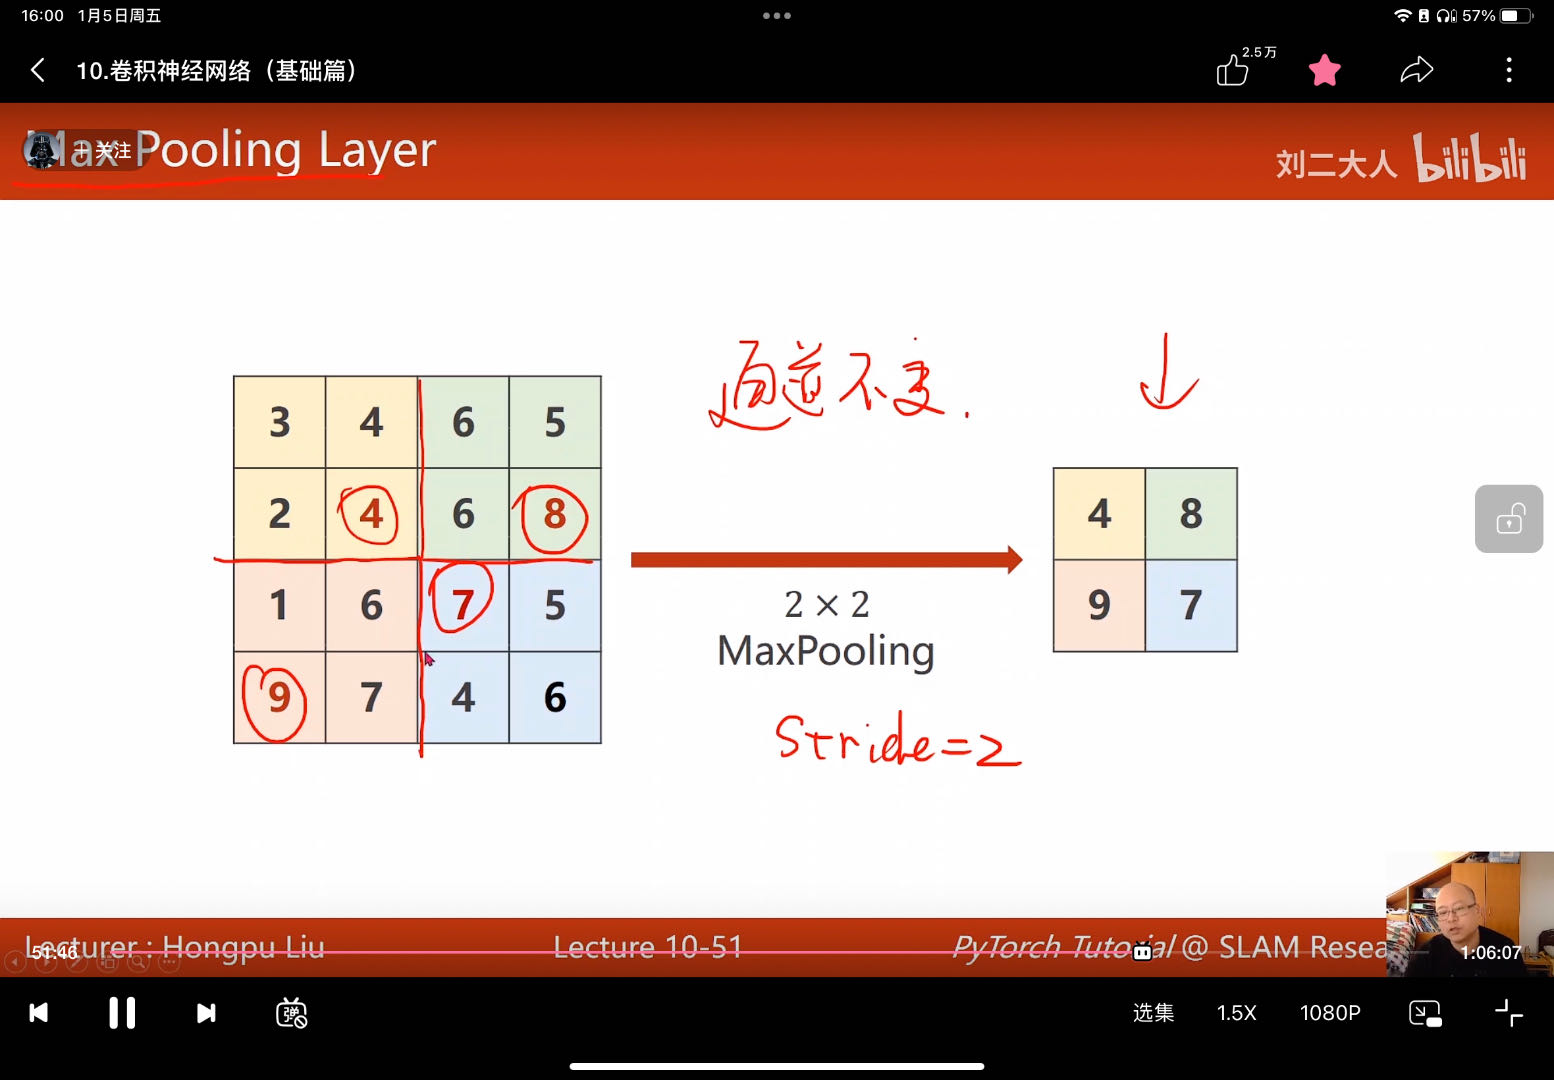 16:00 1月5日周五
57%
10.卷积神经网络（基础篇）
2.5万
Max Pooling Layer
+ 关注
刘二大人 bilibili
通道不变.
3 4 6 5
2 4 6 8
1 6 7 5
9 7 4 6
4 8
9 7
2 × 2
MaxPooling
Stride=2
Lecturer : Hongpu Liu
Lecture 10-51
PyTorch Tutorial @ SLAM Resea
51:46
1:06:07
弹
选集
1.5X
1080P